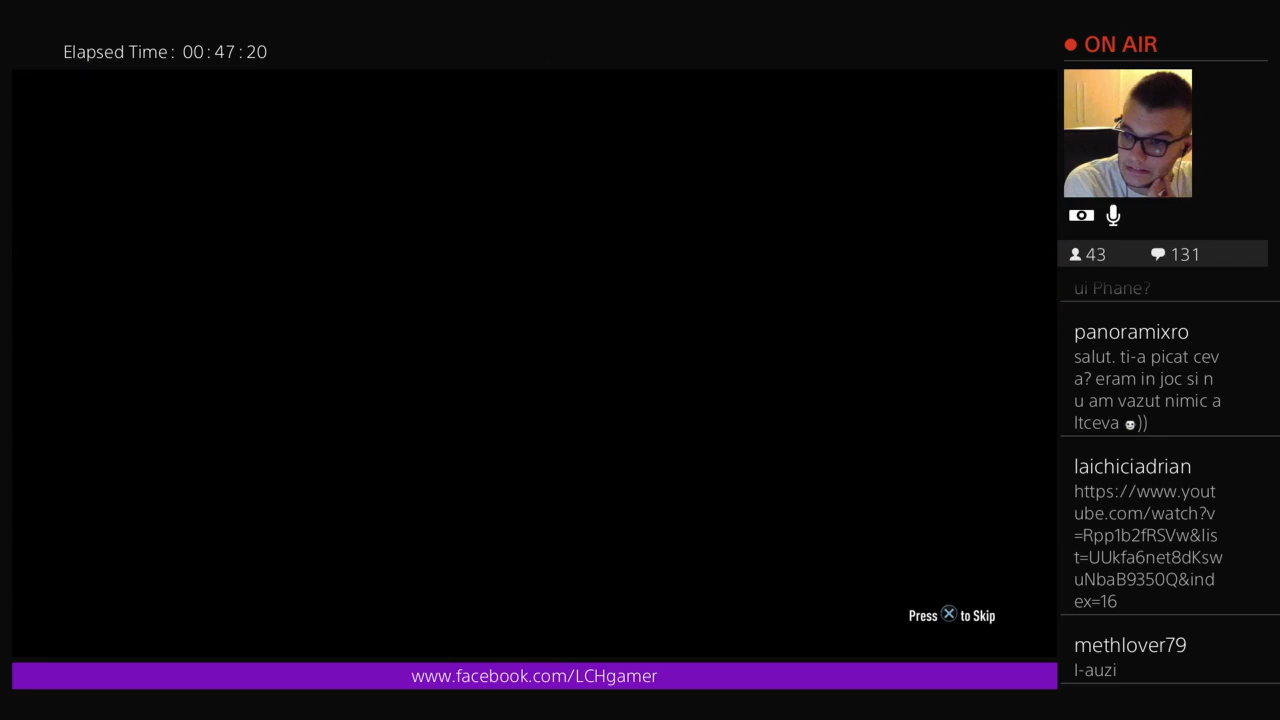 Elapsed Time: 00:47:20
ON AIR
43 131
ui Phane?
panoramixro
salut. ti-a picat cev
a? eram in joc si n
u am vazut nimic a
ltceva ))
laichiciadrian
https://www.yout
ube.com/watch?v
=Rpp1b2fRSVw&lis
t=UUkfa6net8dKsw
uNbaB9350Q&ind
ex=16
methlover79
l-auzi
Press to Skip
www.facebook.com/LCHgamer